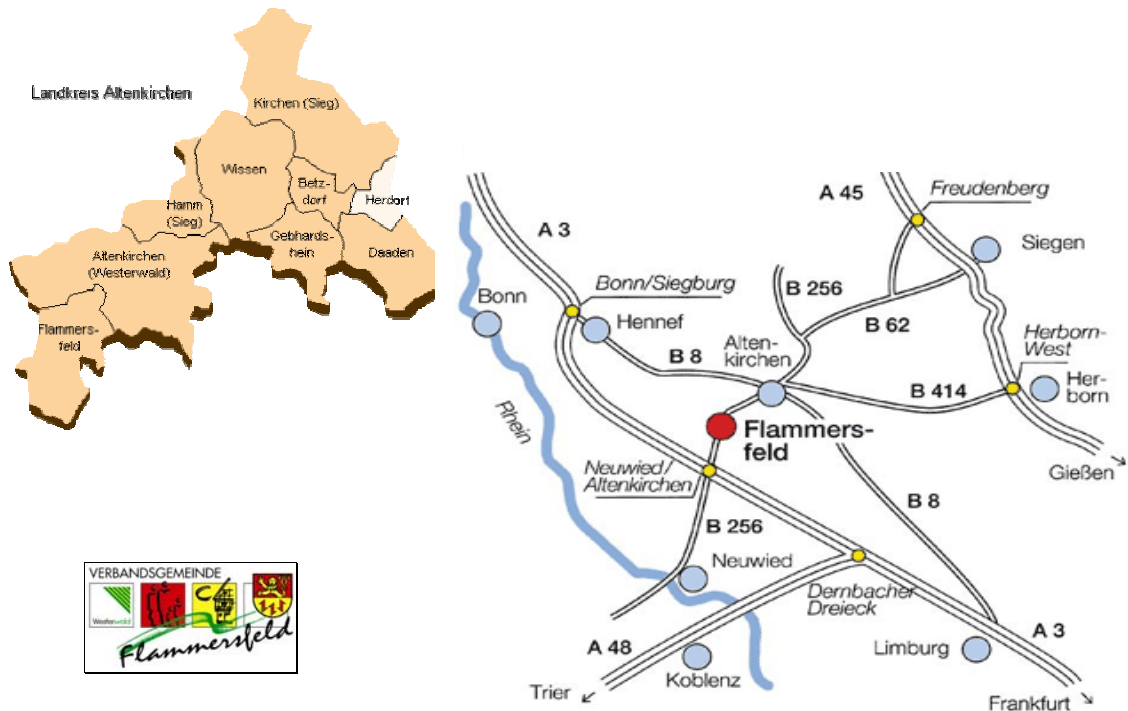 Landkreis Altenkirchen
Kirchen (Sieg)
Wissen
Betz-
dorf
Herdorf
Hamm
(Sieg)
Gebhards-
hein
Daaden
Altenkirchen
(Westerwald)
Flammers-
feld
A 3
A 45
Freudenberg
Siegen
Bonn
Bonn/Siegburg
Hennef
B 256
B 62
Alten-
kirchen
B 8
Herborn-
West
B 414
Her-
born
Rhein
Flammers-
feld
Neuwied/
Altenkirchen
Gießen
B 8
B 256
Neuwied
Dernbacher
Dreieck
A 48
Koblenz
Limburg
A 3
Trier
Frankfurt
VERBANDSGEMEINDE
Westerwald
Flammersfeld